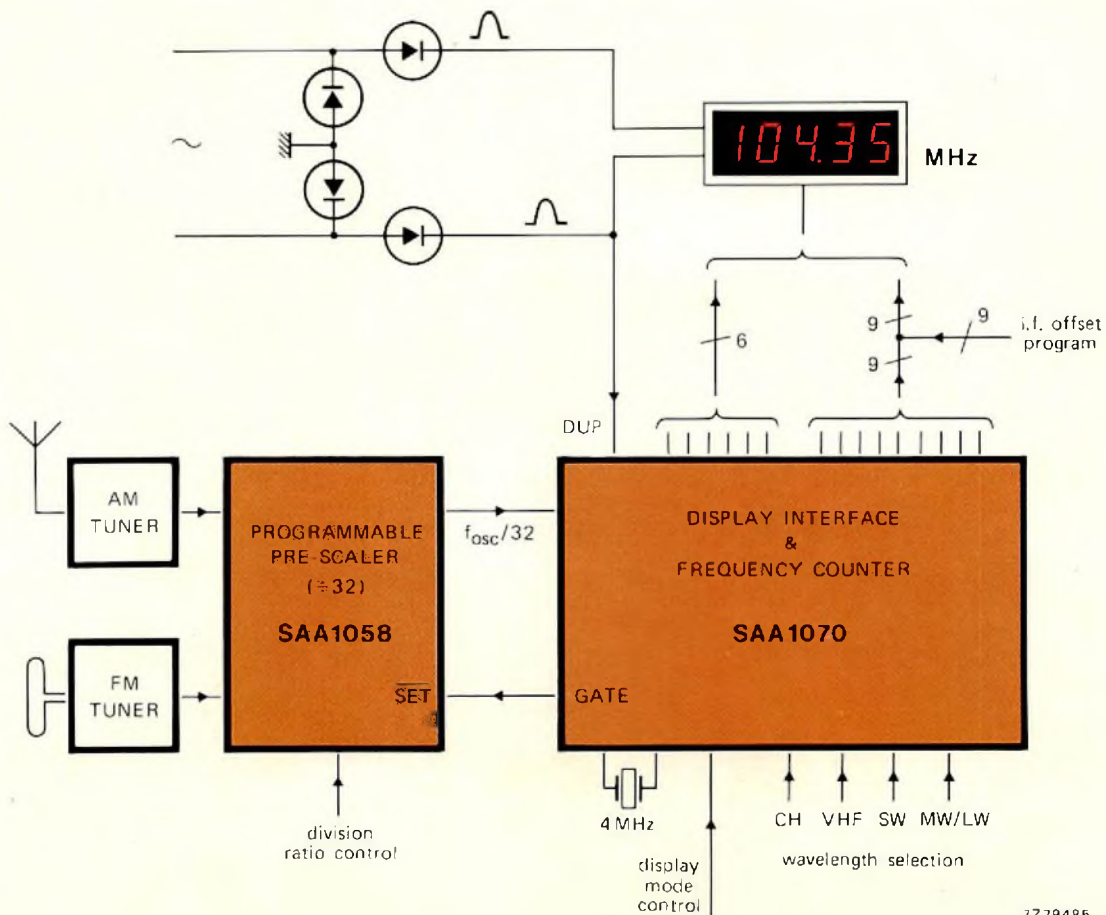 104.35
MHz
9
9
9
6
i.f. offset
program
DUP
AM
TUNER
PROGRAMMABLE
PRE-SCALER
(÷32)
SAA1058
fosc/32
DISPLAY INTERFACE
&
FREQUENCY COUNTER
SAA1070
FM
TUNER
SET
GATE
division
ratio control
4 MHz
CH VHF SW MW/LW
wavelength selection
display
mode
control
7Z79485